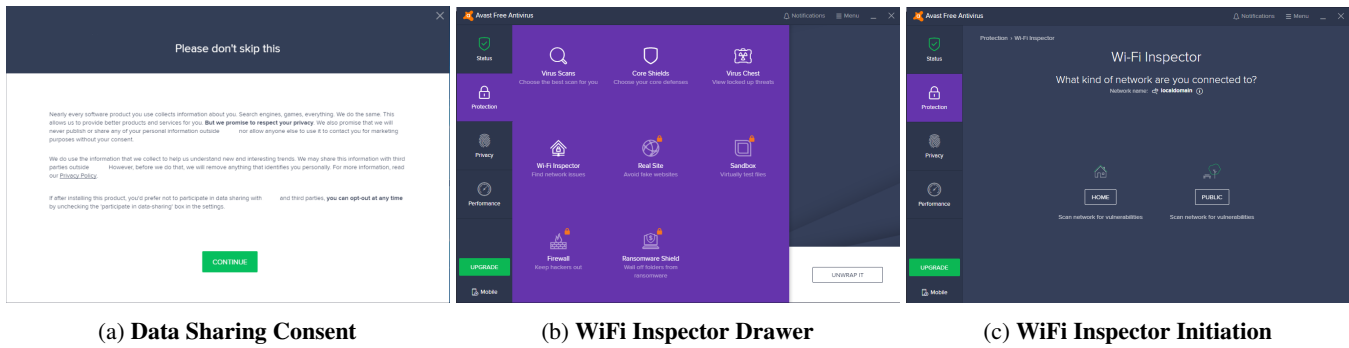 Please don't skip this
Nearly every software product you use collects information about you. Search engines, games, everything. We do the same. This
allows us to provide better products and services for you. But we promise to respect your privacy. We also promise that we will
never publish or share any of your personal information outside nor allow anyone else to use it to contact you for marketing
purposes without your consent.
We do use the information that we collect to help us understand new and interesting trends. We may share this information with third
parties outside However, before we do that, we will remove anything that identifies you personally. For more information, read
our Privacy Policy.
If after installing this product, you'd prefer not to participate in data sharing with and third parties, you can opt-out at any time
by unchecking the 'participate in data-sharing' box in the settings.
CONTINUE
(a) Data Sharing Consent
Avast Free Antivirus
Notifications
Menu
Status
Protection
Privacy
Performance
UPGRADE
Mobile
Virus Scans
Choose the best scan for you
Core Shields
Choose your core defenses
Virus Chest
View locked up threats
Wi-Fi Inspector
Find network issues
Real Site
Avoid fake websites
Sandbox
Virtually test files
Firewall
Keep hackers out
Ransomware Shield
Wall off folders from
ransomware
UNWRAP IT
(b) WiFi Inspector Drawer
Avast Free Antivirus
Notifications
Menu
Status
Protection
Privacy
Performance
UPGRADE
Mobile
Protection › Wi-Fi Inspector
Wi-Fi Inspector
What kind of network are you connected to?
Network name: localdomain
HOME
Scan network for vulnerabilities
PUBLIC
Scan network for vulnerabilities
(c) WiFi Inspector Initiation